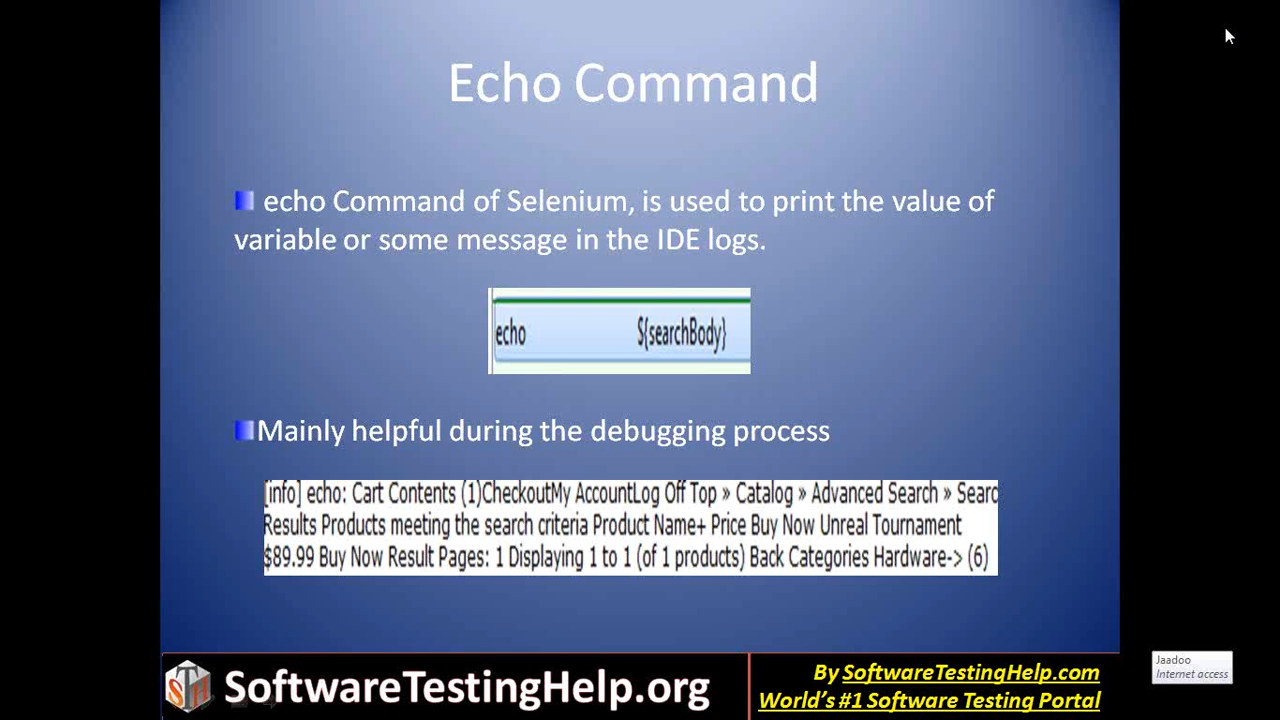 Echo Command
echo Command of Selenium, is used to print the value of
variable or some message in the IDE logs.
echo ${searchBody}
Mainly helpful during the debugging process
[info] echo: Cart Contents (1)CheckoutMy AccountLog Off Top » Catalog » Advanced Search » Searc
Results Products meeting the search criteria Product Name+ Price Buy Now Unreal Tournament
$89.99 Buy Now Result Pages: 1 Displaying 1 to 1 (of 1 products) Back Categories Hardware-> (6)
STH
SoftwareTestingHelp.org
By SoftwareTestingHelp.com
World's #1 Software Testing Portal
Jaadoo
Internet access